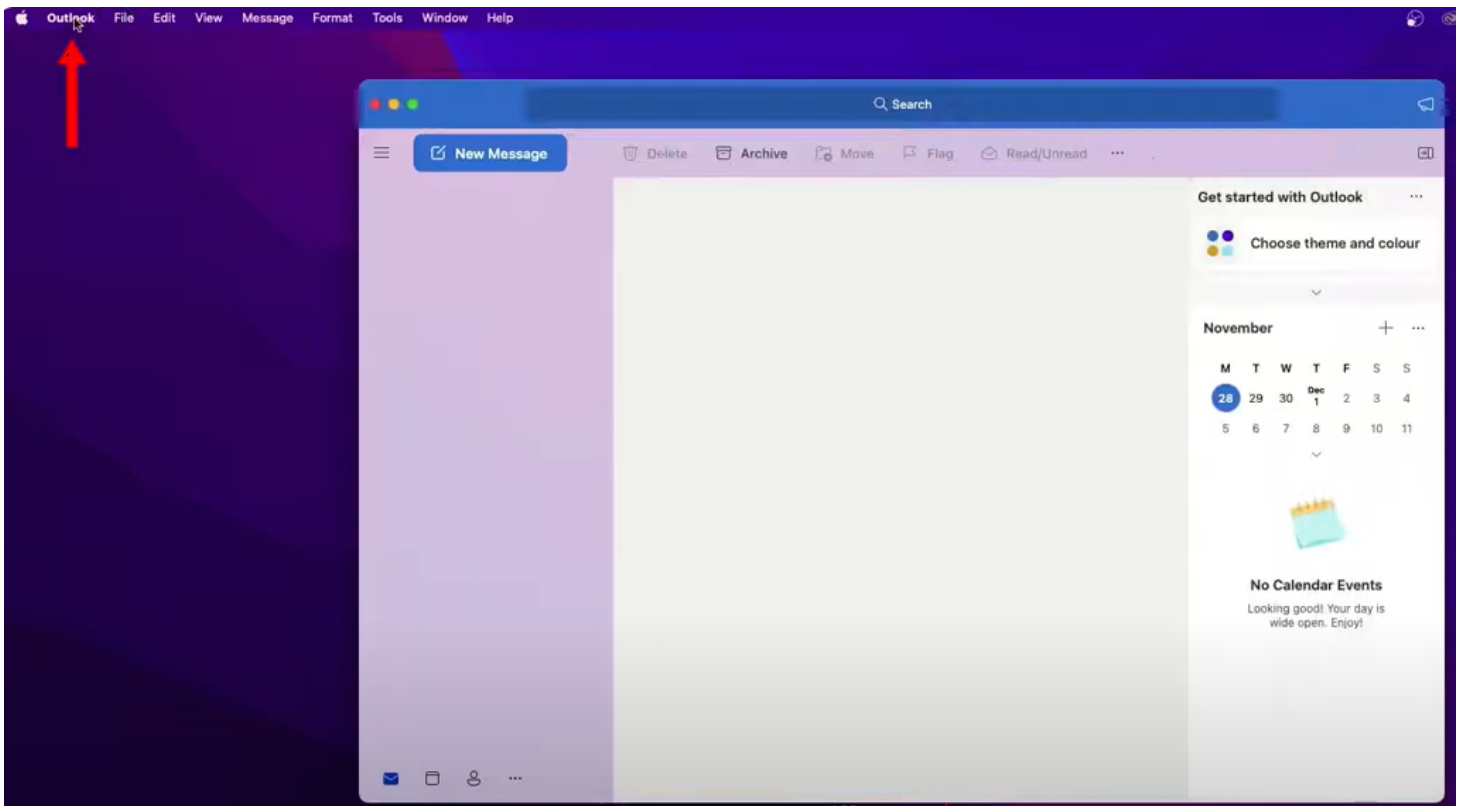 Outlook File Edit View Message Format Tools Window Help
Search
New Message Delete Archive Move Flag Read/Unread ...
Get started with Outlook ...
Choose theme and colour
November + ...
M T W T F S S
28 29 30 Dec 1 2 3 4
5 6 7 8 9 10 11
No Calendar Events
Looking good! Your day is
wide open. Enjoy!
...